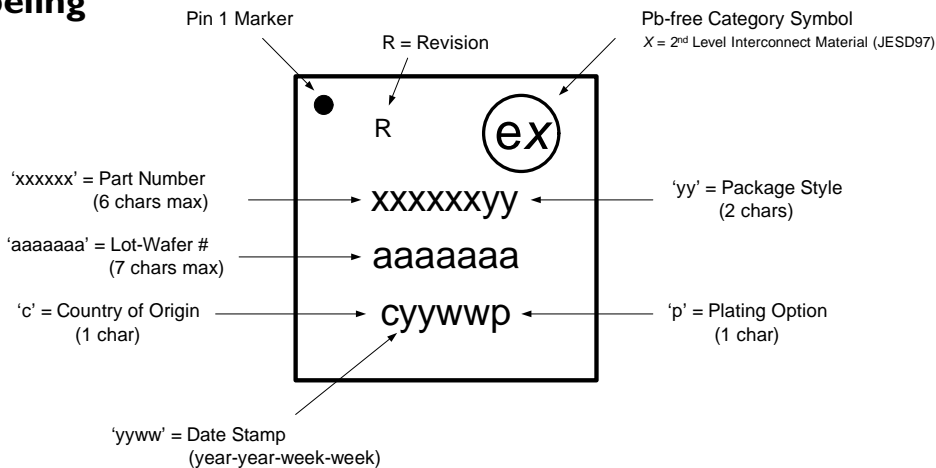 eling
Pin 1 Marker
R = Revision
Pb-free Category Symbol
X = 2nd Level Interconnect Material (JESD97)
R
ex
‘xxxxxx’ = Part Number
(6 chars max)
xxxxxxyy
‘yy’ = Package Style
(2 chars)
‘aaaaaaa’ = Lot-Wafer #
(7 chars max)
aaaaaaa
‘c’ = Country of Origin
(1 char)
cyywwp
‘p’ = Plating Option
(1 char)
‘yyww’ = Date Stamp
(year-year-week-week)